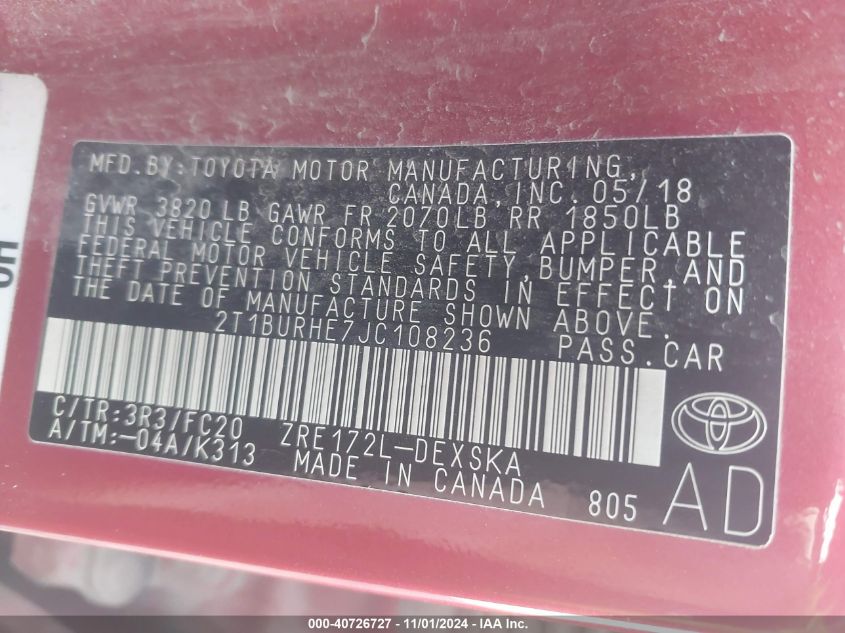 MFD.BY:TOYOTA MOTOR MANUFACTURING,
CANADA,INC. 05/18
GVWR 3820 LB GAWR FR 2070LB RR 1850LB
THIS VEHICLE CONFORMS TO ALL APPLICABLE
FEDERAL MOTOR VEHICLE SAFETY,BUMPER,AND
THEFT PREVENTION STANDARDS IN EFFECT ON
THE DATE OF MANUFACTURE SHOWN ABOVE.
2T1BURHE7JC108236 PASS.CAR
C/TR:3R3/FC20 ZRE172L-DEXSKA
A/TM:-04A/K313 MADE IN CANADA 805 AD
000-40726727 - 11/01/2024 - IAA Inc.